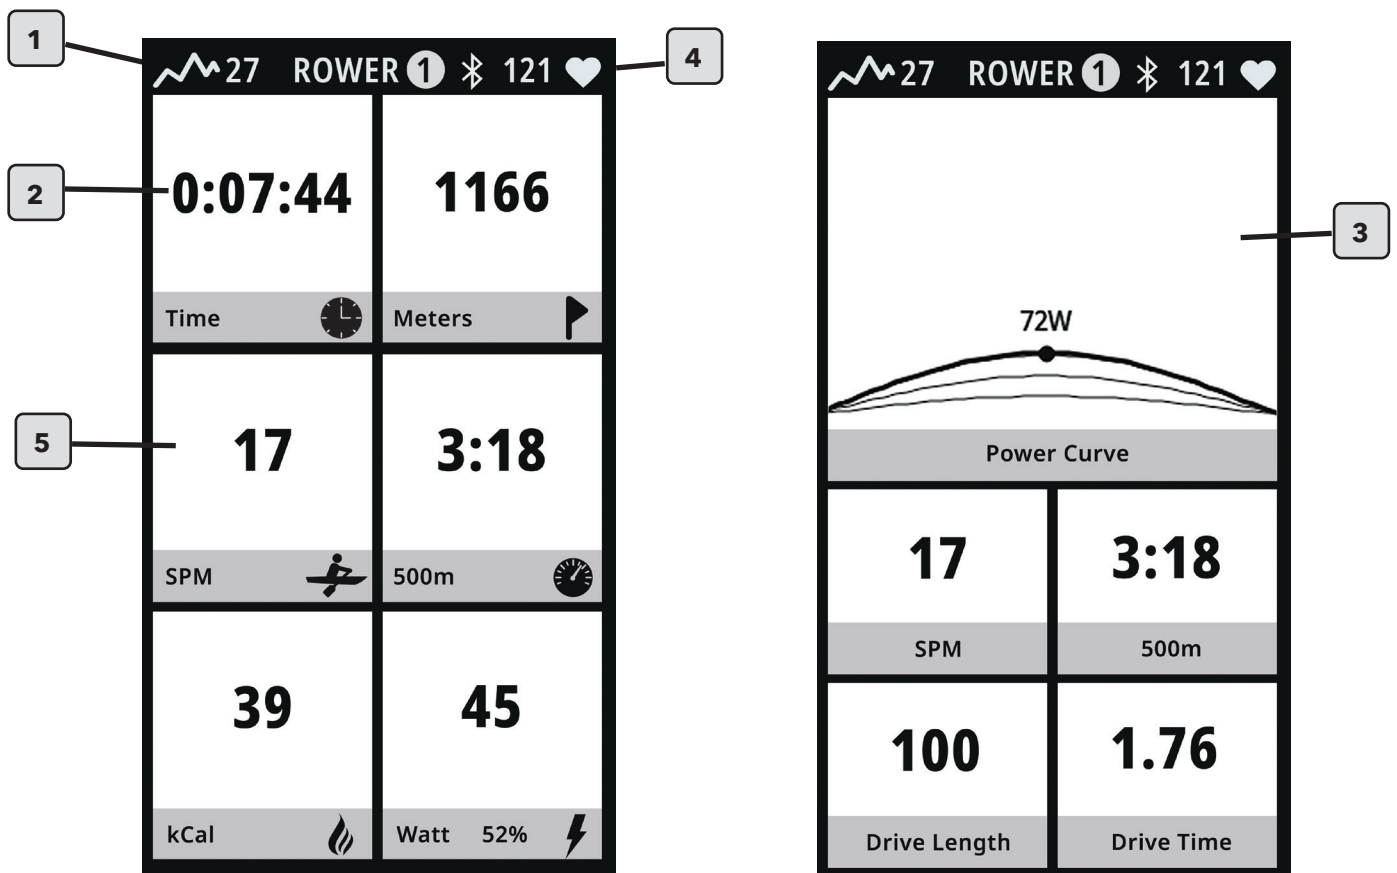 1
27 ROWER 1 121
4
2
0:07:44 1166
Time Meters
5
17 3:18
SPM 500m
39 45
kCal Watt 52%
27 ROWER 1 121
3
72W
Power Curve
17 3:18
SPM 500m
100 1.76
Drive Length Drive Time